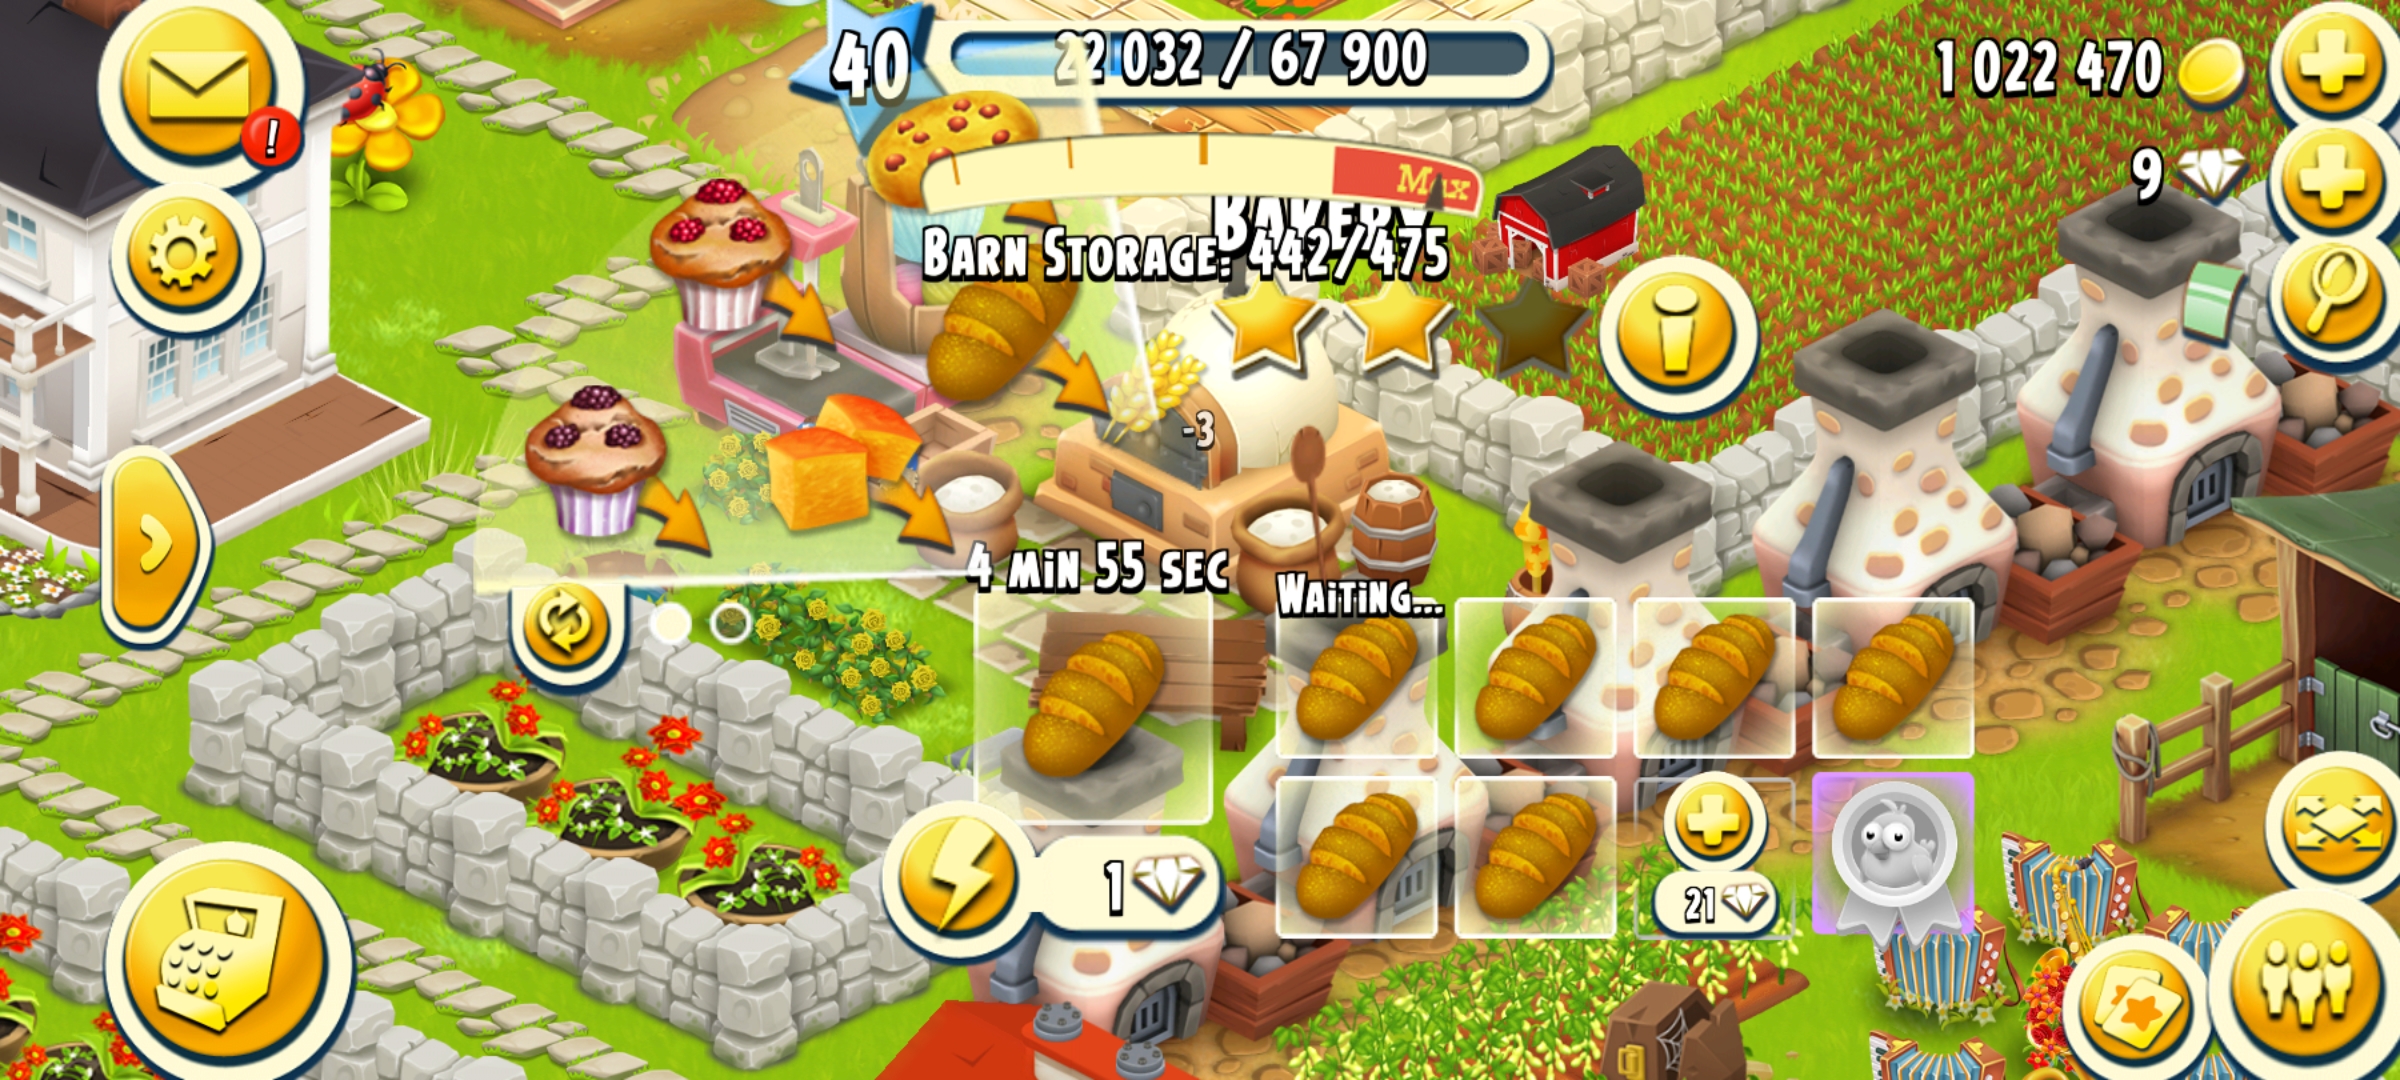 40
22 032 / 67 900
1 022 470
9
!
Max
BAKERY
BARN STORAGE: 442/475
-3
4 MIN 55 SEC
WAITING...
1
21